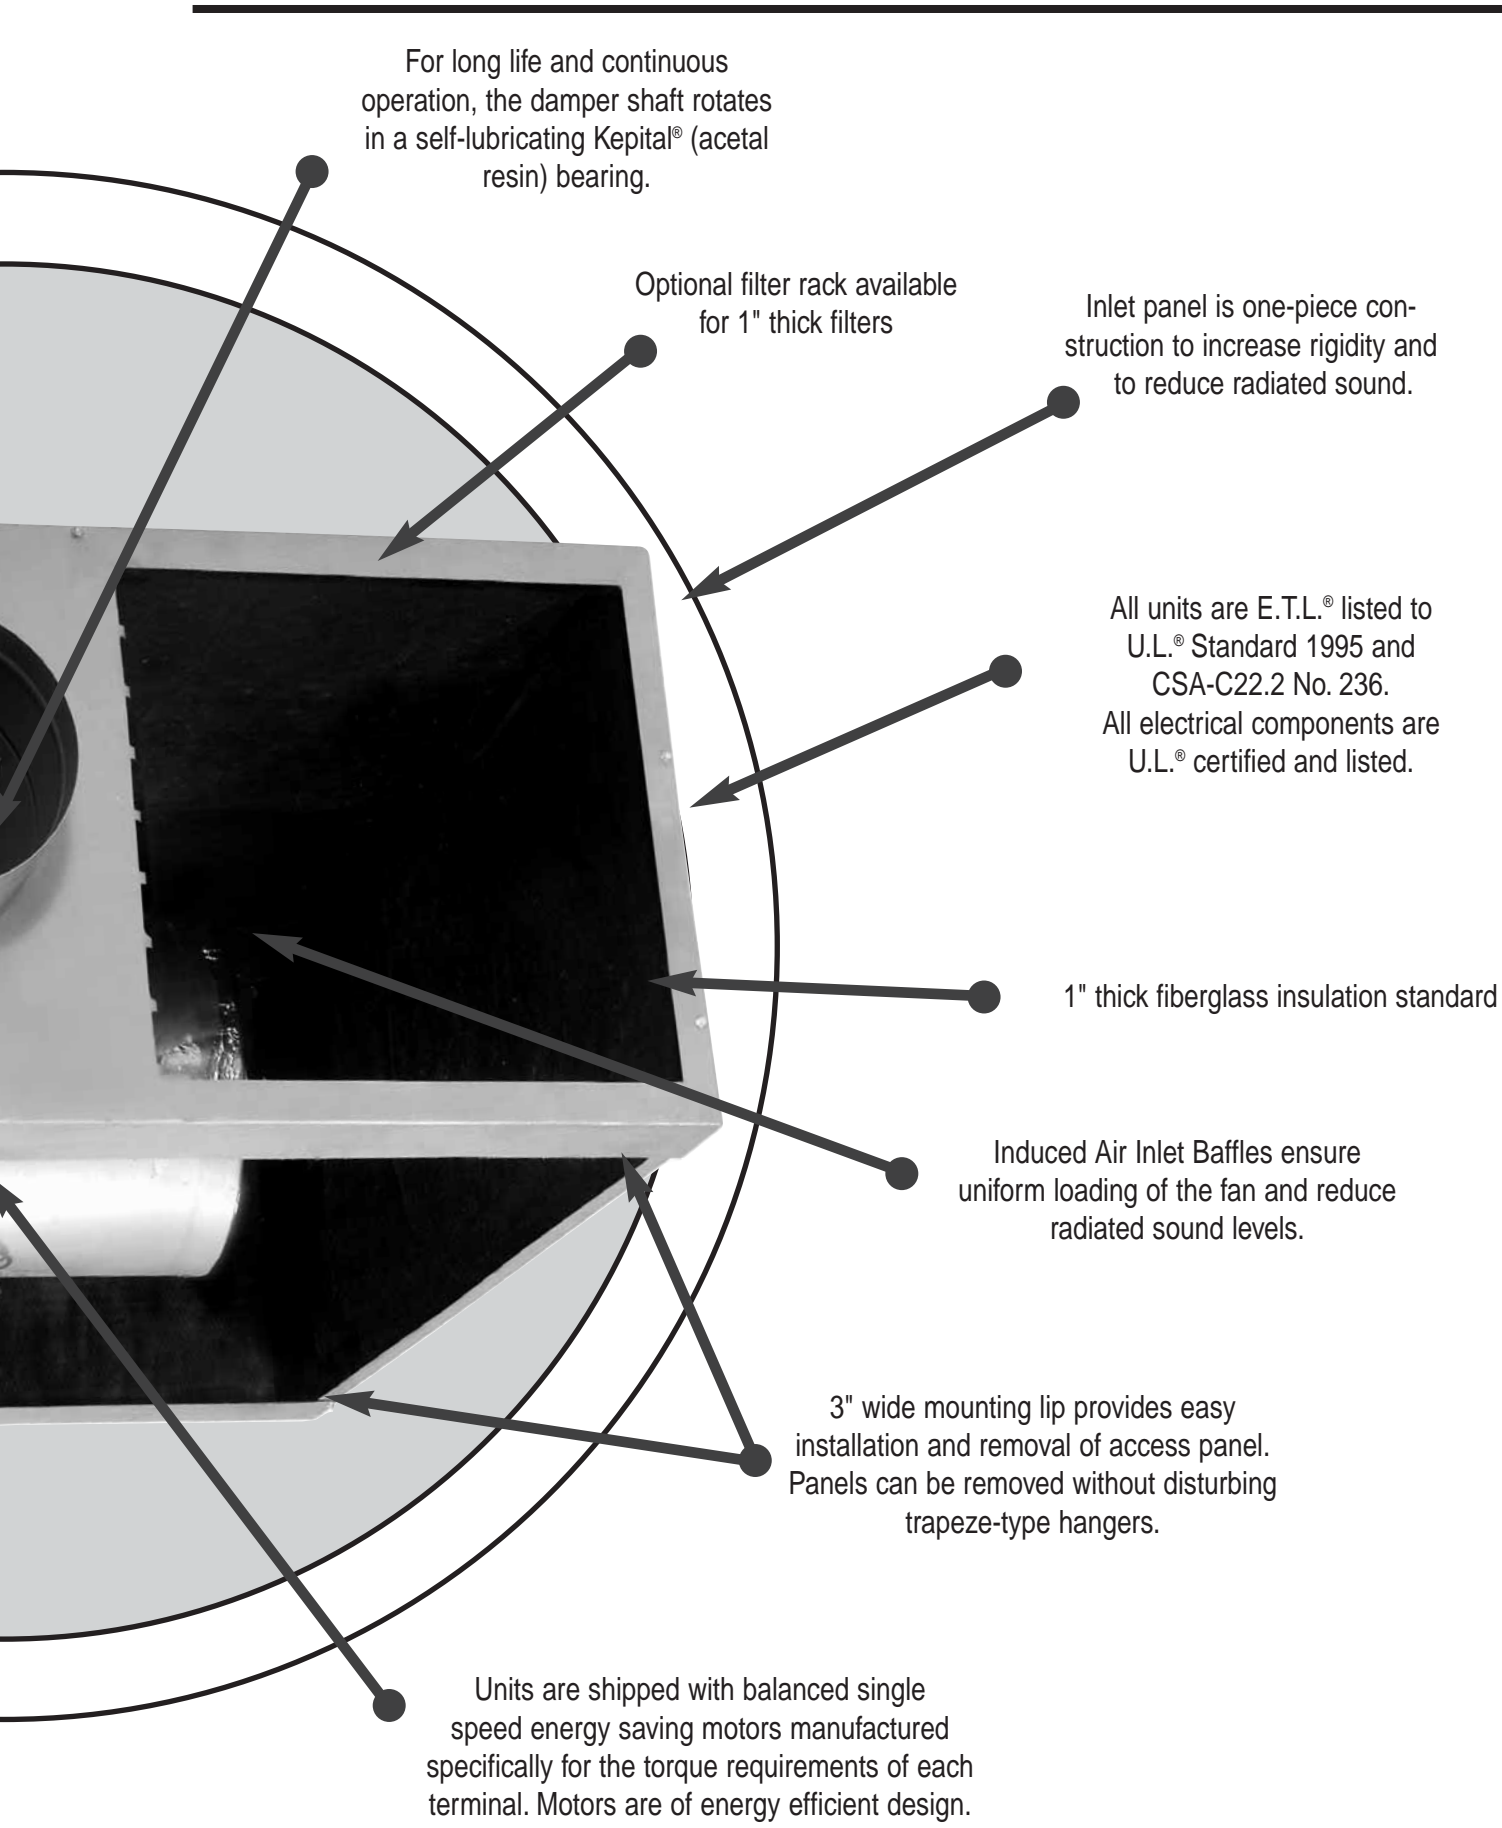 For long life and continuous
operation, the damper shaft rotates
in a self-lubricating Kepital® (acetal
resin) bearing.
Optional filter rack available
for 1" thick filters
Inlet panel is one-piece con-
struction to increase rigidity and
to reduce radiated sound.
All units are E.T.L.® listed to
U.L.® Standard 1995 and
CSA-C22.2 No. 236.
All electrical components are
U.L.® certified and listed.
1" thick fiberglass insulation standard
Induced Air Inlet Baffles ensure
uniform loading of the fan and reduce
radiated sound levels.
3" wide mounting lip provides easy
installation and removal of access panel.
Panels can be removed without disturbing
trapeze-type hangers.
Units are shipped with balanced single
speed energy saving motors manufactured
specifically for the torque requirements of each
terminal. Motors are of energy efficient design.